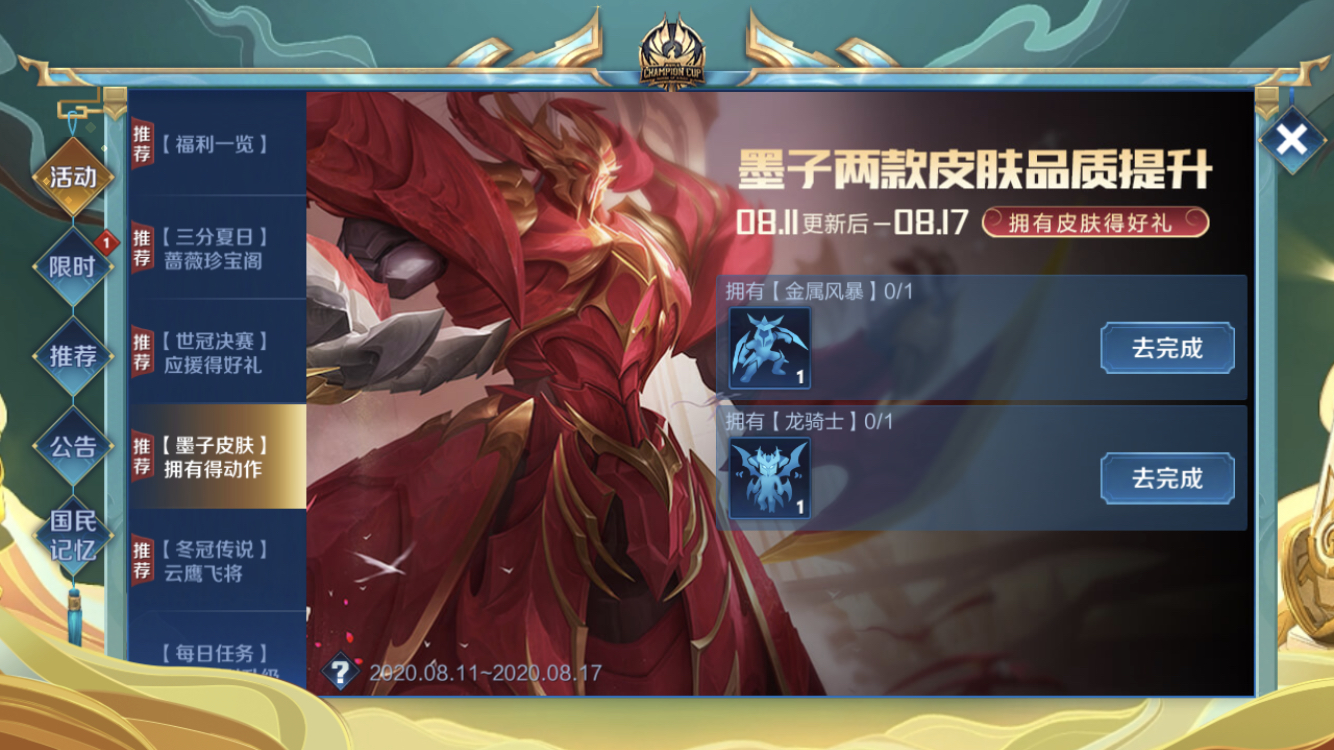 CHAMPION CUP
活动
限时
1
推荐
公告
国民
记忆
推荐
【福利一览】
推荐
【三分夏日】
蔷薇珍宝阁
推荐
【世冠决赛】
应援得好礼
推荐
【墨子皮肤】
拥有得动作
推荐
【冬冠传说】
云鹰飞将
【每日任务】
墨子两款皮肤品质提升
08.11更新后-08.17 拥有皮肤得好礼
拥有【金属风暴】0/1
1
去完成
拥有【龙骑士】0/1
1
去完成
? 2020.08.11~2020.08.17